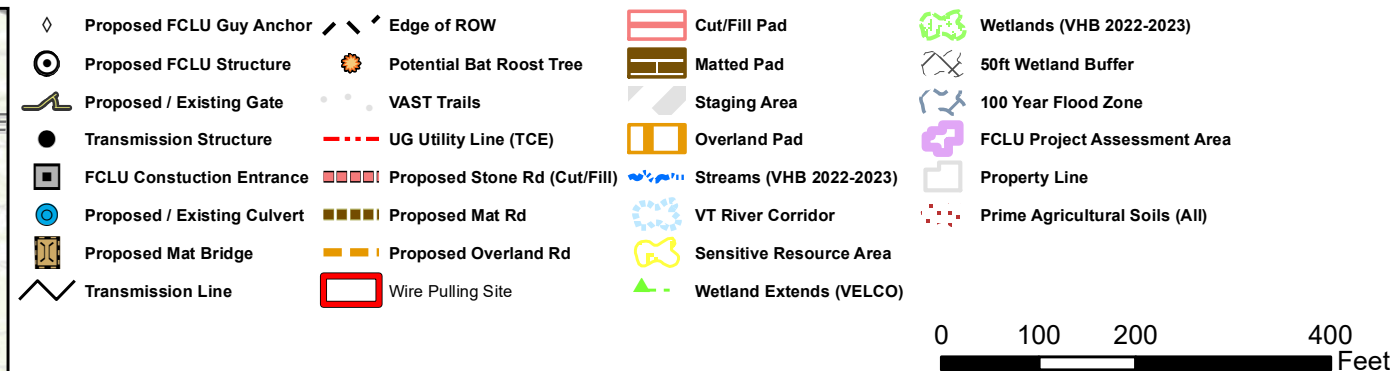 Proposed FCLU Guy Anchor
Proposed FCLU Structure
Proposed / Existing Gate
Transmission Structure
FCLU Constuction Entrance
Proposed / Existing Culvert
Proposed Mat Bridge
Transmission Line
Edge of ROW
Potential Bat Roost Tree
VAST Trails
UG Utility Line (TCE)
Proposed Stone Rd (Cut/Fill)
Proposed Mat Rd
Proposed Overland Rd
Wire Pulling Site
Cut/Fill Pad
Matted Pad
Staging Area
Overland Pad
Streams (VHB 2022-2023)
VT River Corridor
Sensitive Resource Area
Wetland Extends (VELCO)
Wetlands (VHB 2022-2023)
50ft Wetland Buffer
100 Year Flood Zone
FCLU Project Assessment Area
Property Line
Prime Agricultural Soils (All)
0 100 200 400
Feet